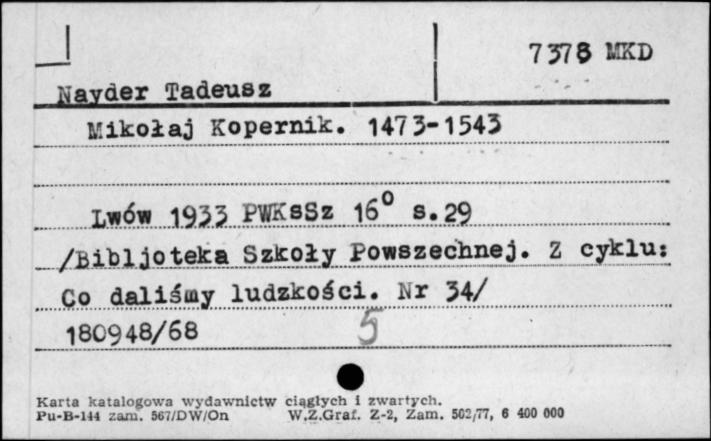 7378 MKD
Nayder Tadeusz
Mikołaj Kopernik. 1473-1543
Lwów 1933 PWKsSz 16° s.29
/Bibljoteka Szkoły Powszechnej. Z cyklu:
Co daliśmy ludzkości. Nr 34/
180948/68 5
Karta katalogowa wydawnictw ciągłych i zwartych.
Pu-B-144 zam. 567/DW/On W.Z.Graf. Z-2, Zam. 502/77, 6 400 000